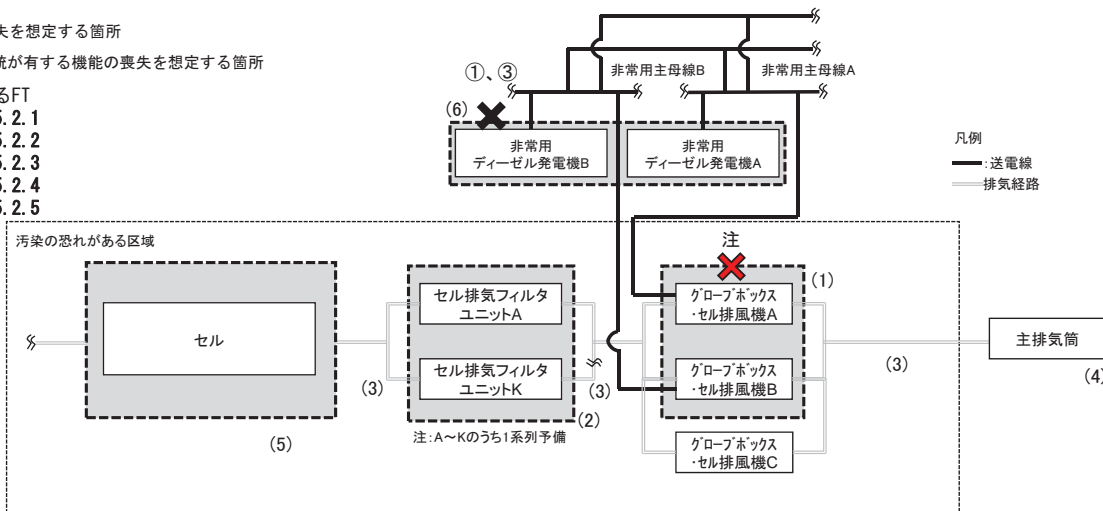 失を想定する箇所
統が有する機能の喪失を想定する箇所
るFT
5.2.1
5.2.2
5.2.3
5.2.4
5.2.5
①、③
非常用主母線B
非常用主母線A
(6)
非常用
ディーゼル発電機B
非常用
ディーゼル発電機A
凡例
:送電線
排気経路
汚染の恐れがある区域
注
(1)
セル
セル排気フィルタ
ユニットA
グローブボックス
・セル排風機A
(3)
セル排気フィルタ
ユニットK
(3)
グローブボックス
・セル排風機B
(3)
主排気筒
(4)
(5)
(2)
注:A～Kのうち1系列予備
グローブボックス
・セル排風機C